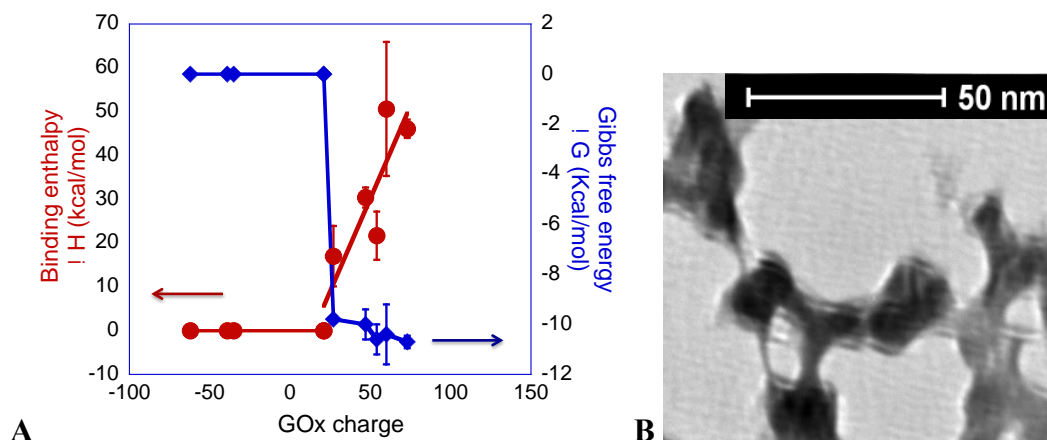 70
60
50
40
30
20
10
0
-10
Binding enthalpy
! H (kcal/mol)
2
0
-2
-4
-6
-8
-10
-12
Gibbs free energy
! G (Kcal/mol)
-100 -50 0 50 100 150
GOx charge
A
50 nm
B